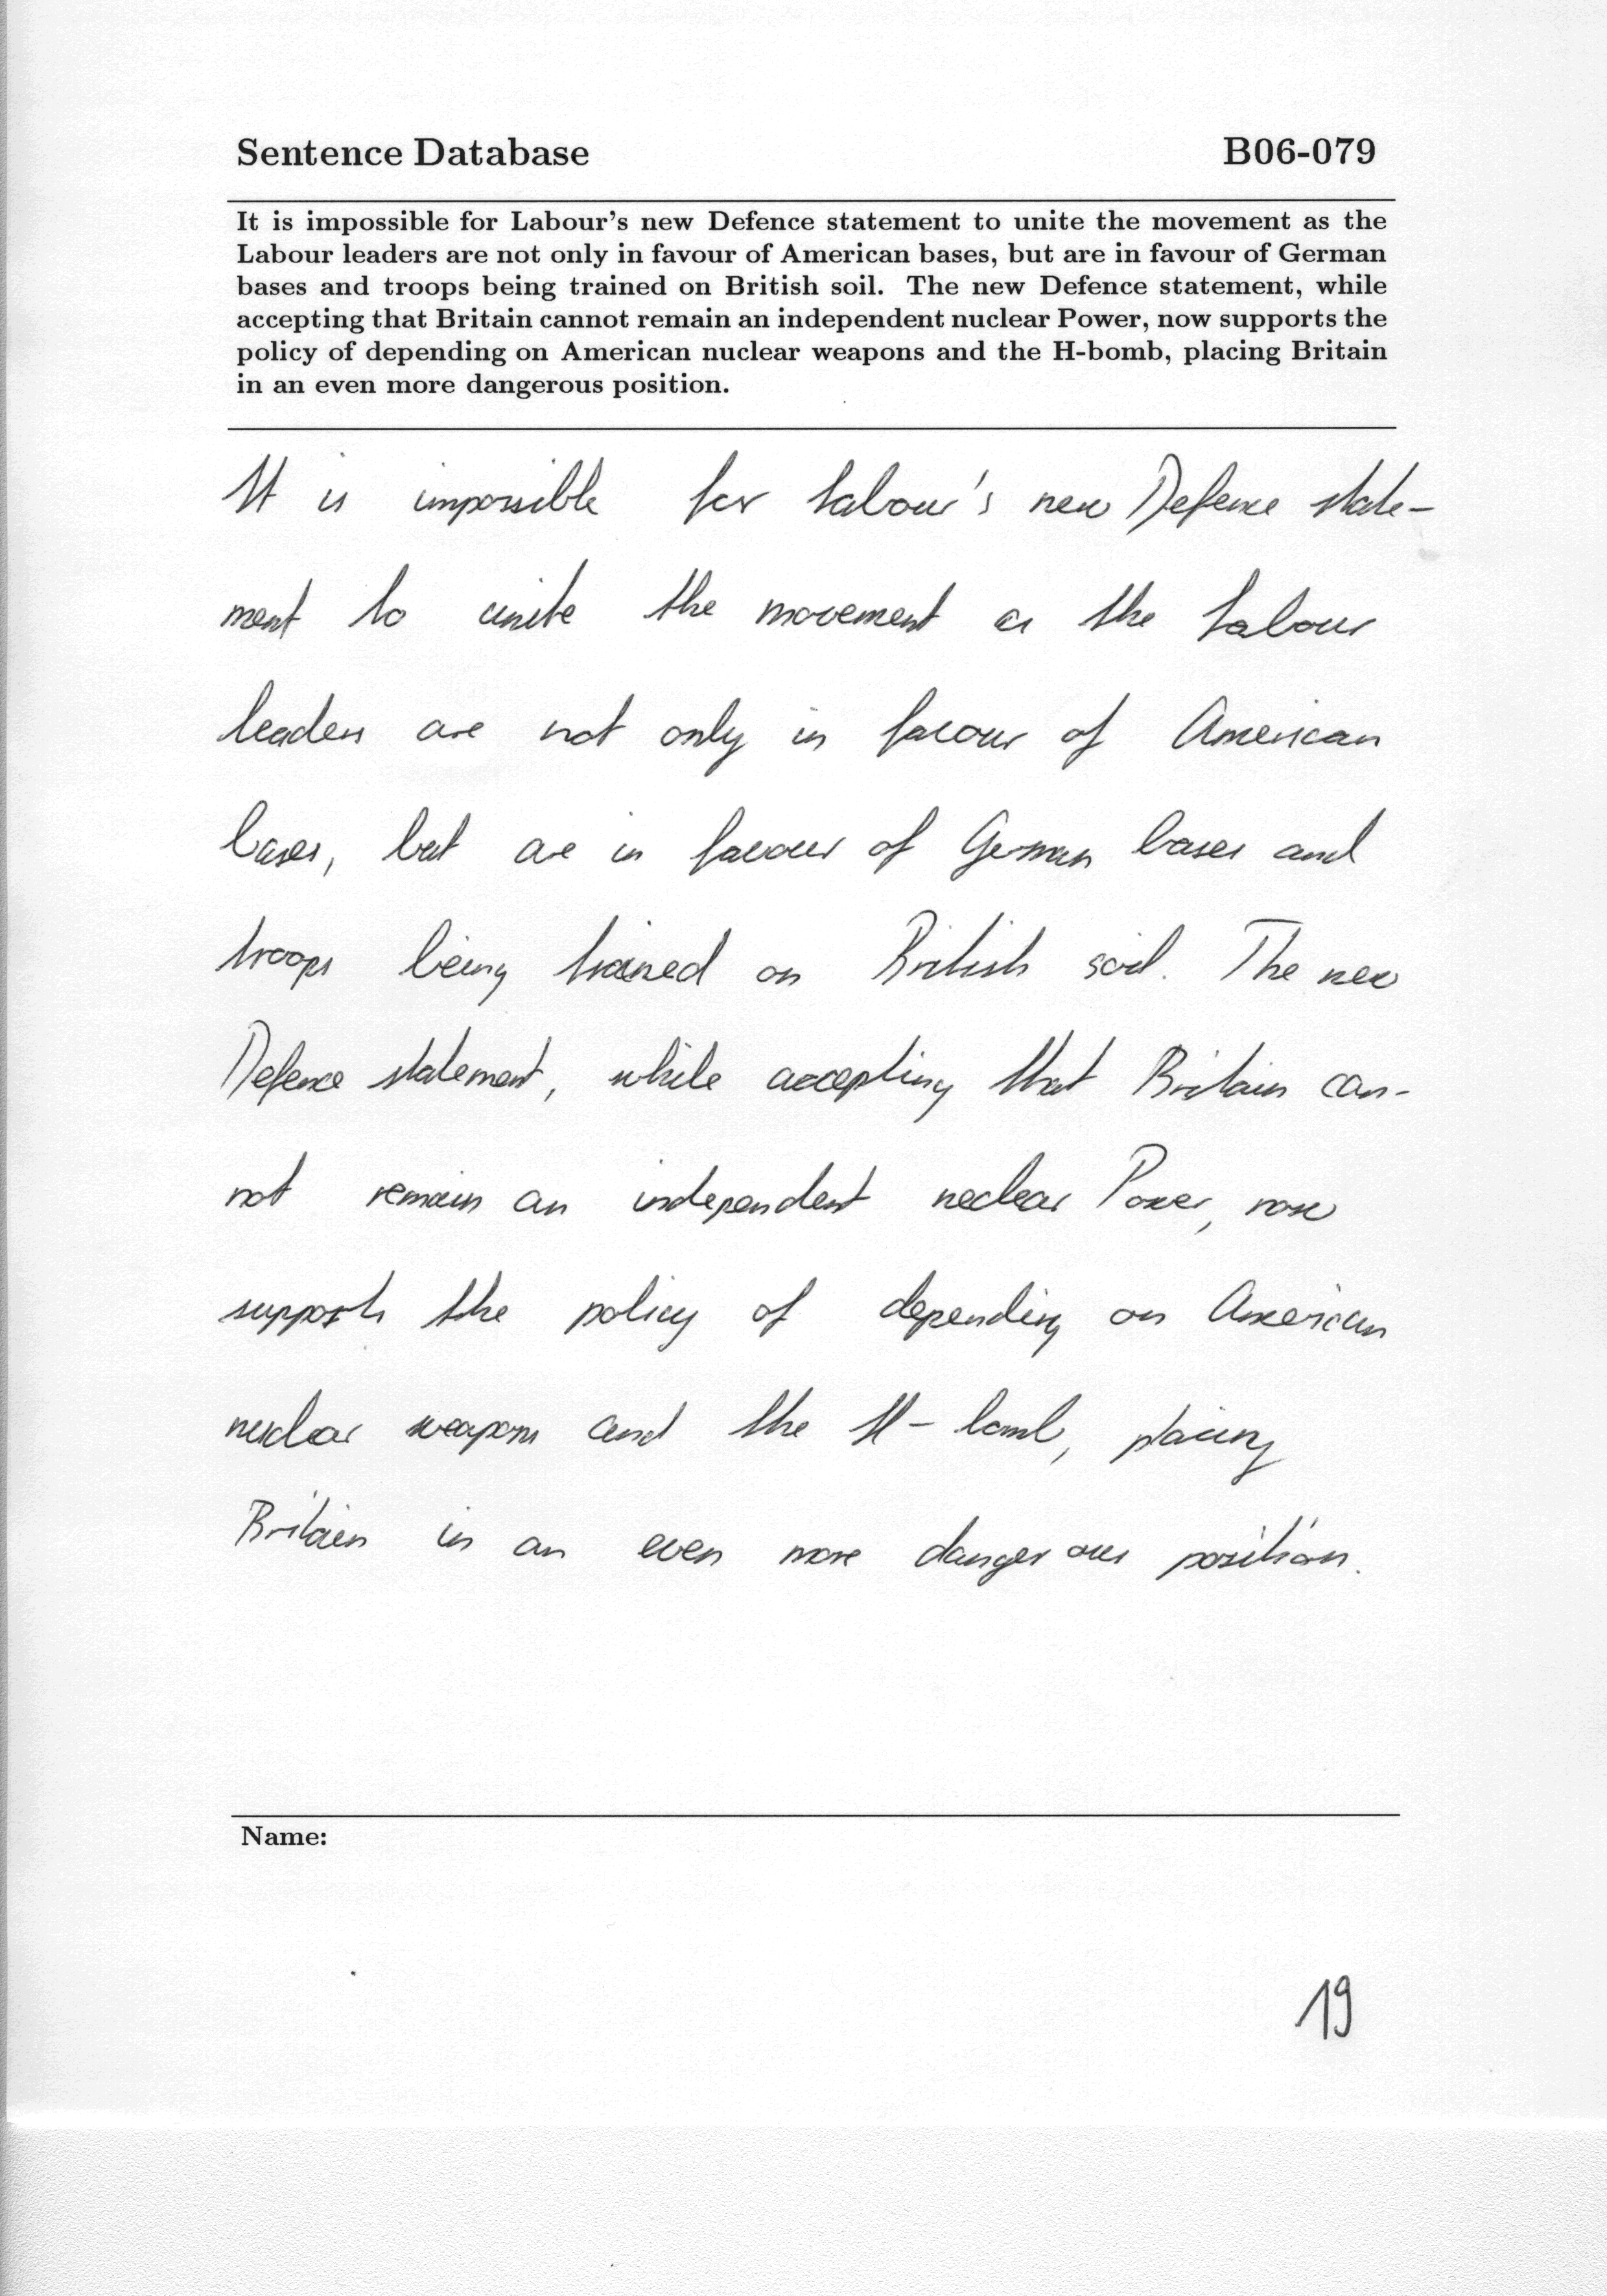 Sentence Database B06-079
It is impossible for Labour's new Defence statement to unite the movement as the
Labour leaders are not only in favour of American bases, but are in favour of German
bases and troops being trained on British soil. The new Defence statement, while
accepting that Britain cannot remain an independent nuclear Power, now supports the
policy of depending on American nuclear weapons and the H-bomb, placing Britain
in an even more dangerous position.
It is impossible for Labour's new Defence state-
ment to unite the movement as the Labour
leaders are not only in favour of American
bases, but are in favour of German bases and
troops being trained on British soil. The new
Defence statement, while accepting that Britain can-
not remain an independent nuclear Power, now
supports the policy of depending on American
nuclear weapons and the H-bomb, placing
Britain in an even more dangerous position.
Name:
19